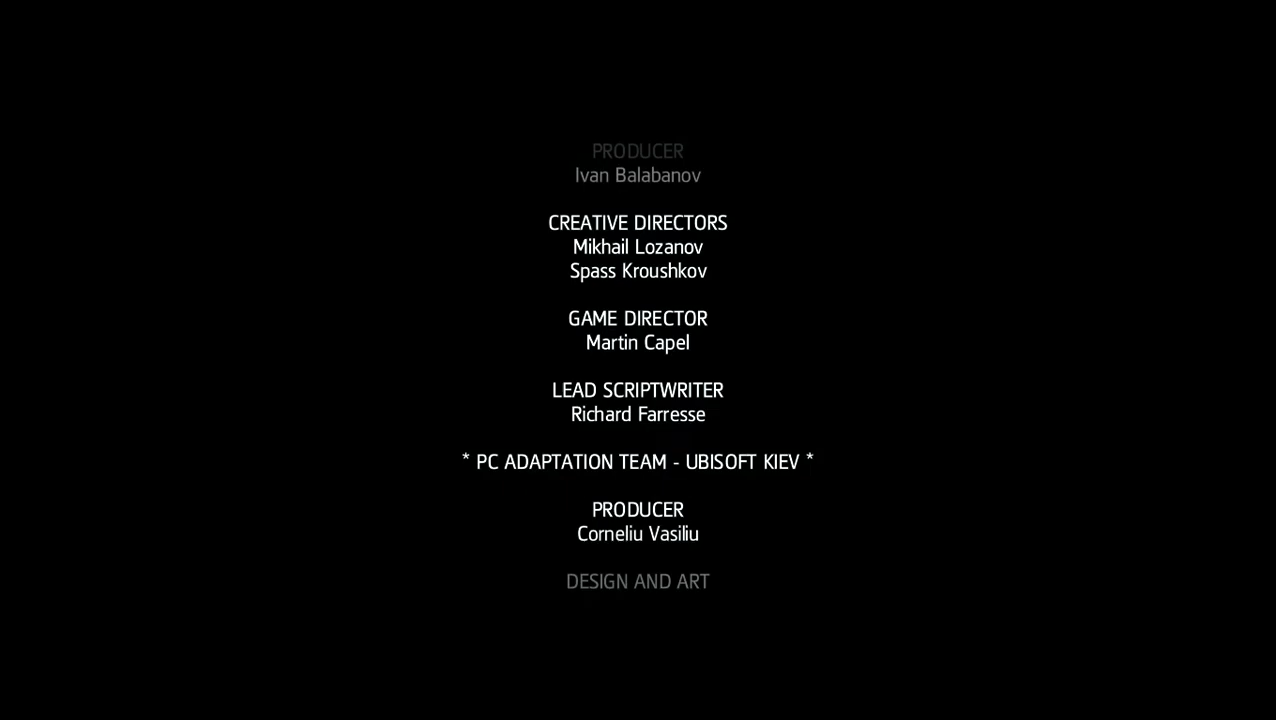 PRODUCER
Ivan Balabanov
CREATIVE DIRECTORS
Mikhail Lozanov
Spass Kroushkov
GAME DIRECTOR
Martin Capel
LEAD SCRIPTWRITER
Richard Farresse
* PC ADAPTATION TEAM - UBISOFT KIEV *
PRODUCER
Corneliu Vasiliu
DESIGN AND ART